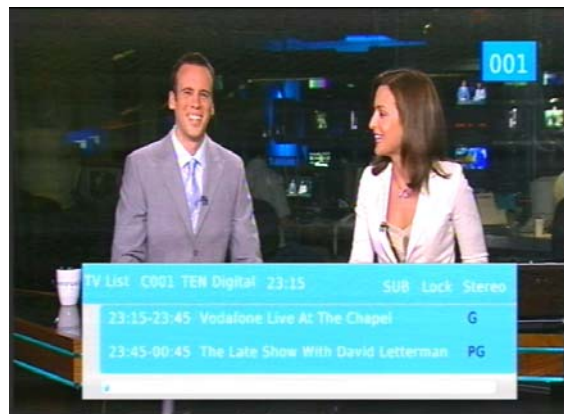 001
TV List C001 TEN Digital 23:15 SUB Lock Stereo
23:15-23:45 Vodafone Live At The Chapel G
23:45-00:45 The Late Show With David Letterman PG